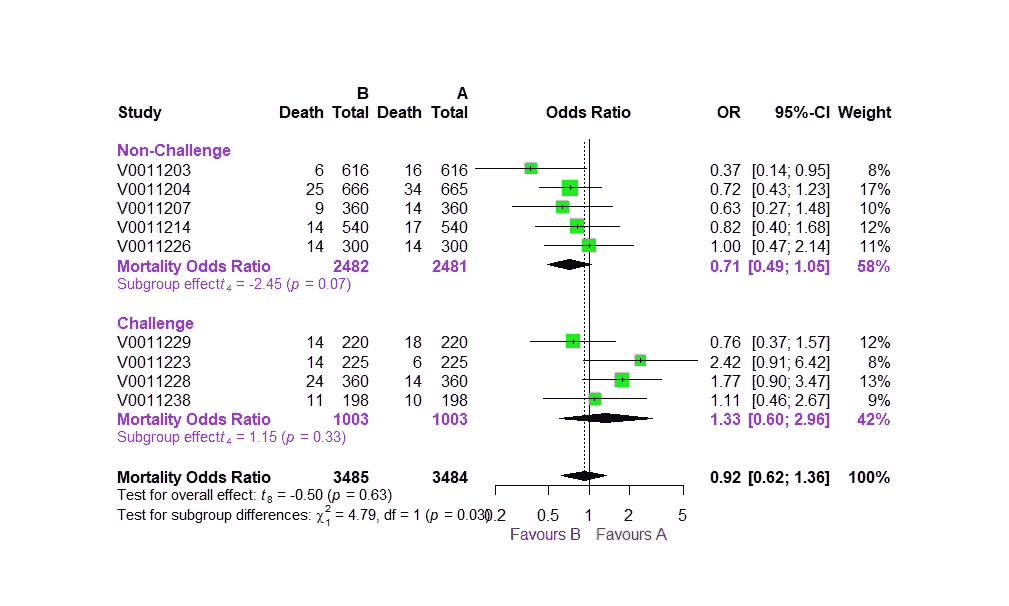 B A
Study Death Total Death Total Odds Ratio OR 95%-CI Weight
Non-Challenge
V0011203 6 616 16 616 0.37 [0.14; 0.95] 8%
V0011204 25 666 34 665 0.72 [0.43; 1.23] 17%
V0011207 9 360 14 360 0.63 [0.27; 1.48] 10%
V0011214 14 540 17 540 0.82 [0.40; 1.68] 12%
V0011226 14 300 14 300 1.00 [0.47; 2.14] 11%
Mortality Odds Ratio 2482 2481 0.71 [0.49; 1.05] 58%
Subgroup effect t₄ = -2.45 (p = 0.07)
Challenge
V0011229 14 220 18 220 0.76 [0.37; 1.57] 12%
V0011223 14 225 6 225 2.42 [0.91; 6.42] 8%
V0011228 24 360 14 360 1.77 [0.90; 3.47] 13%
V0011238 11 198 10 198 1.11 [0.46; 2.67] 9%
Mortality Odds Ratio 1003 1003 1.33 [0.60; 2.96] 42%
Subgroup effect t₄ = 1.15 (p = 0.33)
Mortality Odds Ratio 3485 3484 0.92 [0.62; 1.36] 100%
Test for overall effect: t₈ = -0.50 (p = 0.63)
Test for subgroup differences: χ²₁ = 4.79, df = 1 (p = 0.03) 0.2 0.5 1 2 5
Favours B Favours A